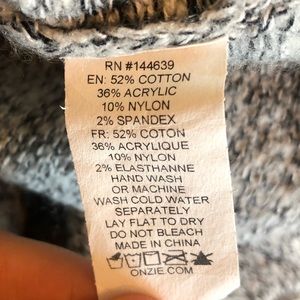 RN #144639
EN: 52% COTTON
36% ACRYLIC
10% NYLON
2% SPANDEX
FR: 52% COTON
36% ACRYLIQUE
10% NYLON
2% ELASTHANNE
HAND WASH
OR MACHINE
WASH COLD WATER
SEPARATELY
LAY FLAT TO DRY
DO NOT BLEACH
MADE IN CHINA
ONZIE.COM